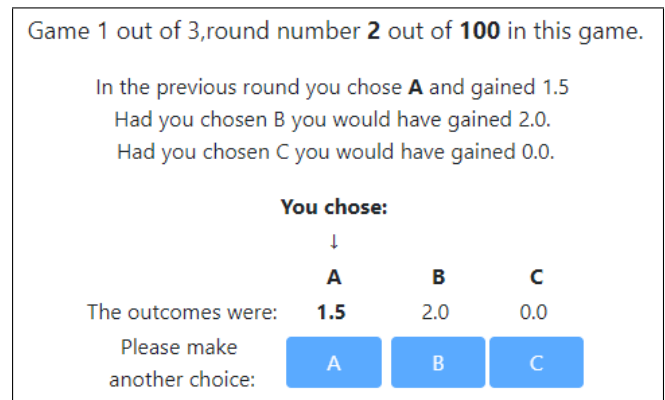 Game 1 out of 3,round number 2 out of 100 in this game.
In the previous round you chose A and gained 1.5
Had you chosen B you would have gained 2.0.
Had you chosen C you would have gained 0.0.
You chose:
↓
A B C
The outcomes were: 1.5 2.0 0.0
Please make
another choice: A B C